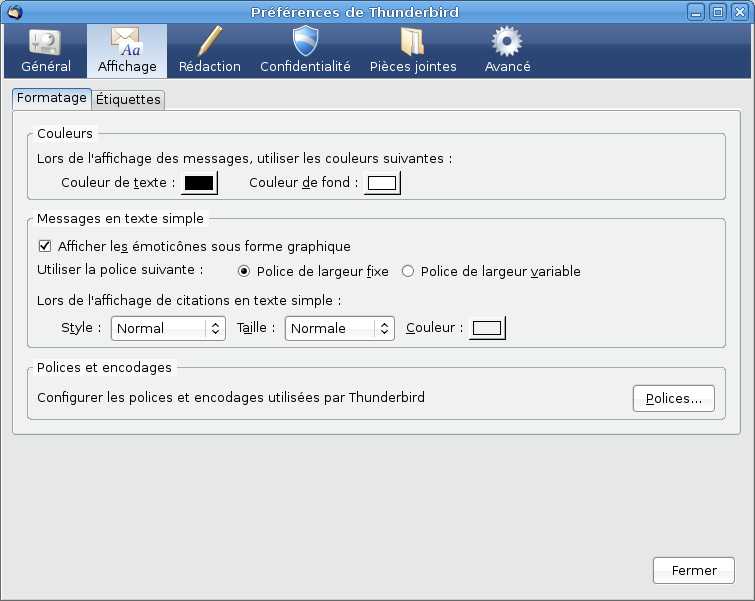 Préférences de Thunderbird
Général Affichage Rédaction Confidentialité Pièces jointes Avancé
Formatage Étiquettes
Couleurs
Lors de l'affichage des messages, utiliser les couleurs suivantes :
Couleur de texte : Couleur de fond :
Messages en texte simple
Afficher les émoticônes sous forme graphique
Utiliser la police suivante : Police de largeur fixe Police de largeur variable
Lors de l'affichage de citations en texte simple :
Style : Normal Taille : Normale Couleur :
Polices et encodages
Configurer les polices et encodages utilisées par Thunderbird Polices...
Fermer